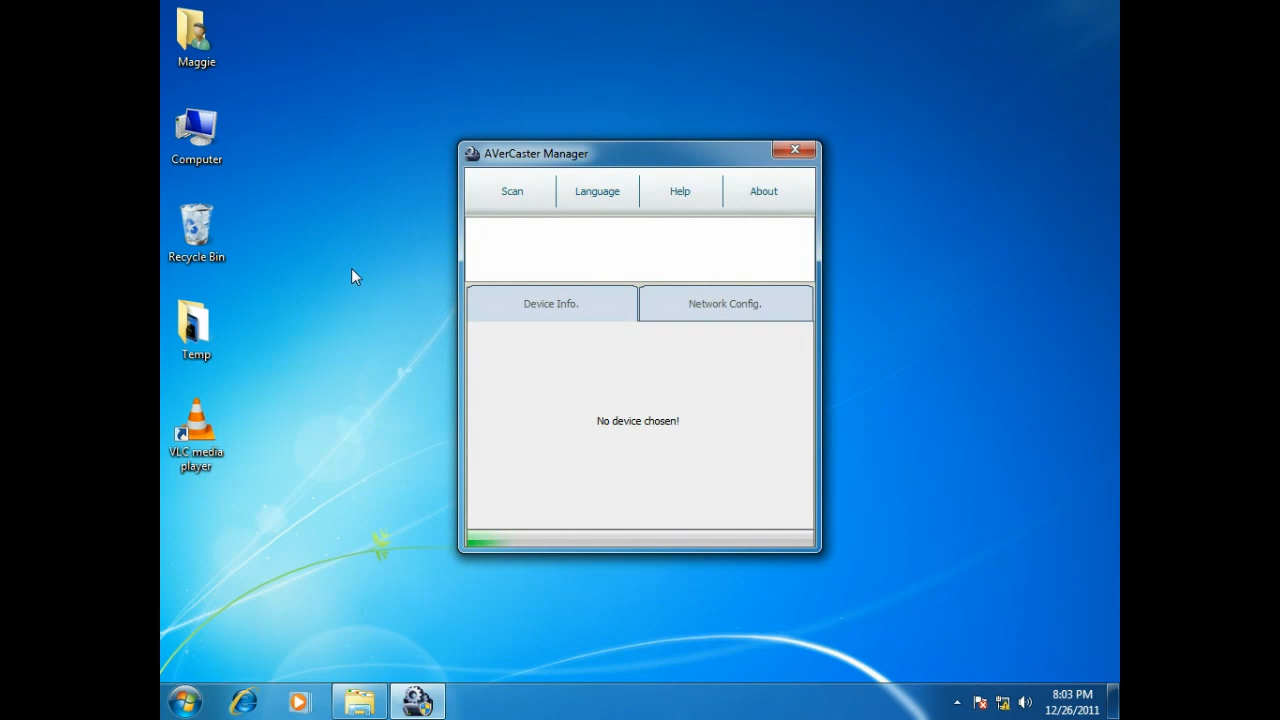 Maggie
Computer
Recycle Bin
Temp
VLC media
player
AVerCaster Manager
Scan
Language
Help
About
Device Info.
Network Config.
No device chosen!
8:03 PM
12/26/2011